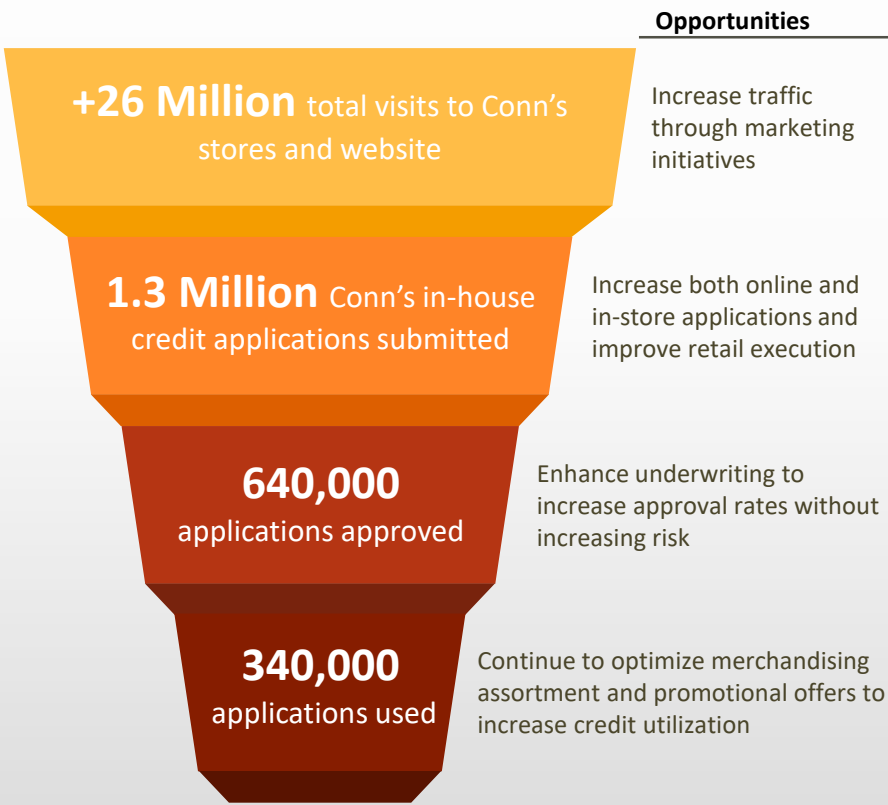 Opportunities
+26 Million total visits to Conn’s
stores and website
Increase traffic
through marketing
initiatives
1.3 Million Conn’s in-house
credit applications submitted
Increase both online and
in-store applications and
improve retail execution
640,000
applications approved
Enhance underwriting to
increase approval rates without
increasing risk
340,000
applications used
Continue to optimize merchandising
assortment and promotional offers to
increase credit utilization